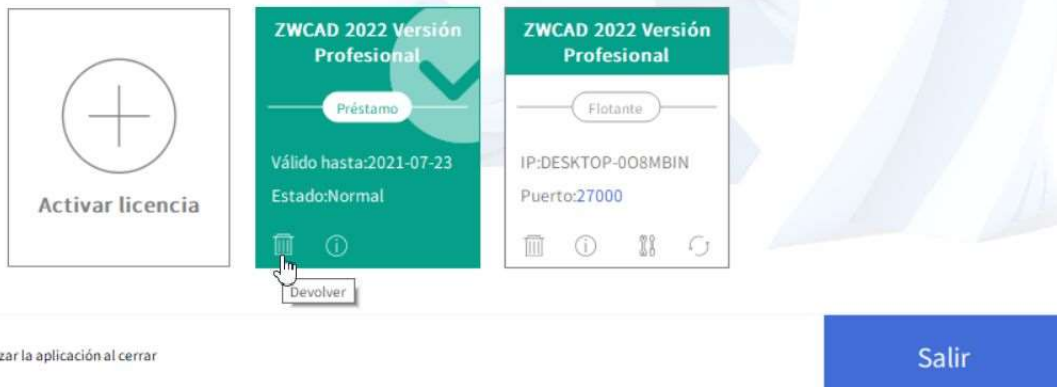 ZWCAD 2022 Versión
Profesional
Préstamo
Válido hasta:2021-07-23
Estado:Normal
Devolver
ZWCAD 2022 Versión
Profesional
Flotante
IP:DESKTOP-0O8MBIN
Puerto:27000
Activar licencia
zar la aplicación al cerrar
Salir